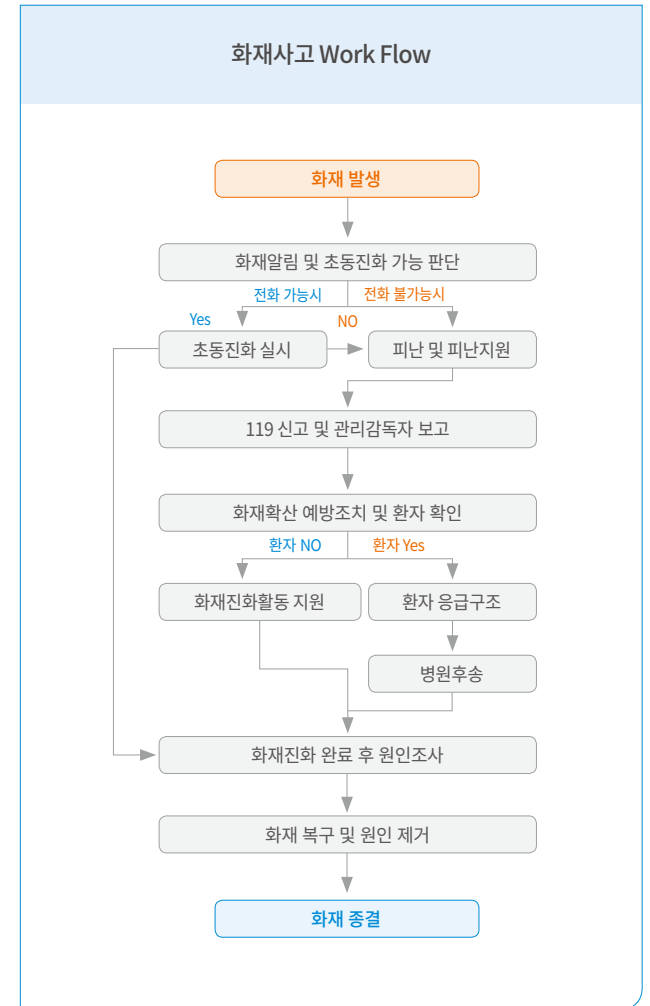 화재사고 Work Flow
화재 발생
화재알림 및 초동진화 가능 판단
전화 가능시
전화 불가능시
Yes
NO
초동진화 실시
피난 및 피난지원
119 신고 및 관리감독자 보고
화재확산 예방조치 및 환자 확인
환자 NO
환자 Yes
화재진화활동 지원
환자 응급구조
병원후송
화재진화 완료 후 원인조사
화재 복구 및 원인 제거
화재 종결